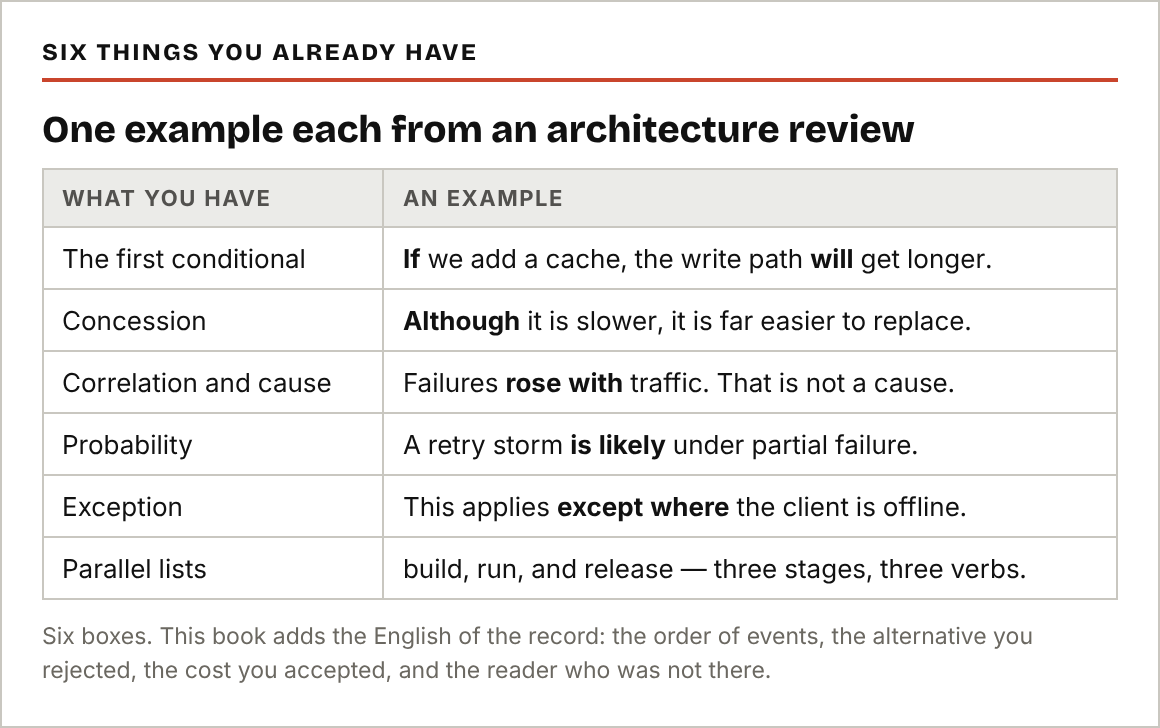 SIX THINGS YOU ALREADY HAVE
One example each from an architecture review
WHAT YOU HAVE
AN EXAMPLE
The first conditional
If we add a cache, the write path will get longer.
Concession
Although it is slower, it is far easier to replace.
Correlation and cause
Failures rose with traffic. That is not a cause.
Probability
A retry storm is likely under partial failure.
Exception
This applies except where the client is offline.
Parallel lists
build, run, and release — three stages, three verbs.
Six boxes. This book adds the English of the record: the order of events, the alternative you
rejected, the cost you accepted, and the reader who was not there.